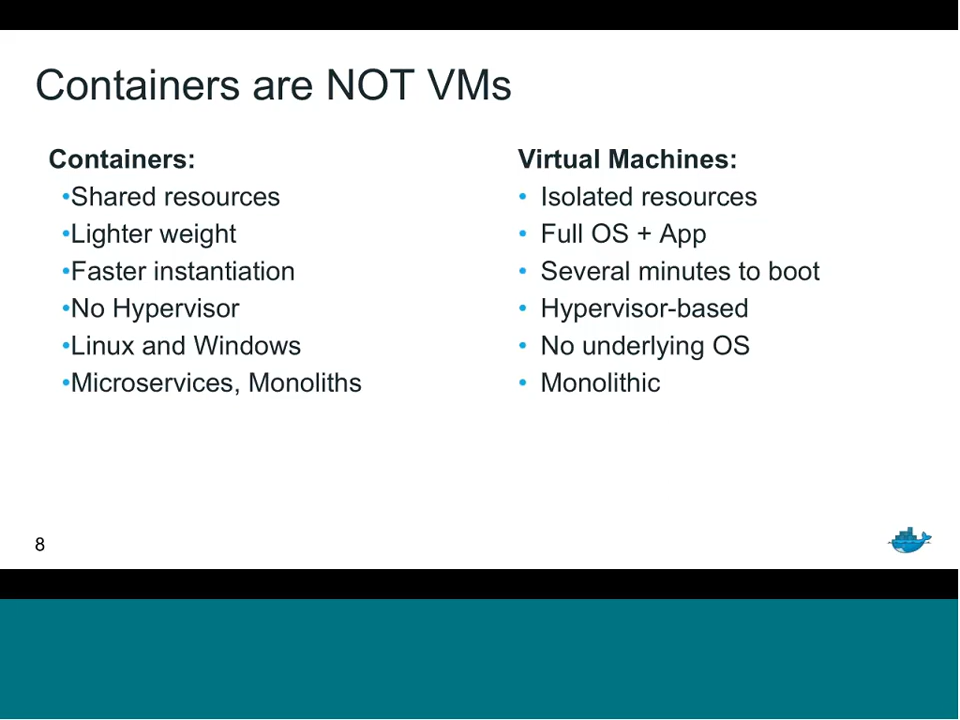 Containers are NOT VMs
Containers:
•Shared resources
•Lighter weight
•Faster instantiation
•No Hypervisor
•Linux and Windows
•Microservices, Monoliths
Virtual Machines:
• Isolated resources
• Full OS + App
• Several minutes to boot
• Hypervisor-based
• No underlying OS
• Monolithic
8